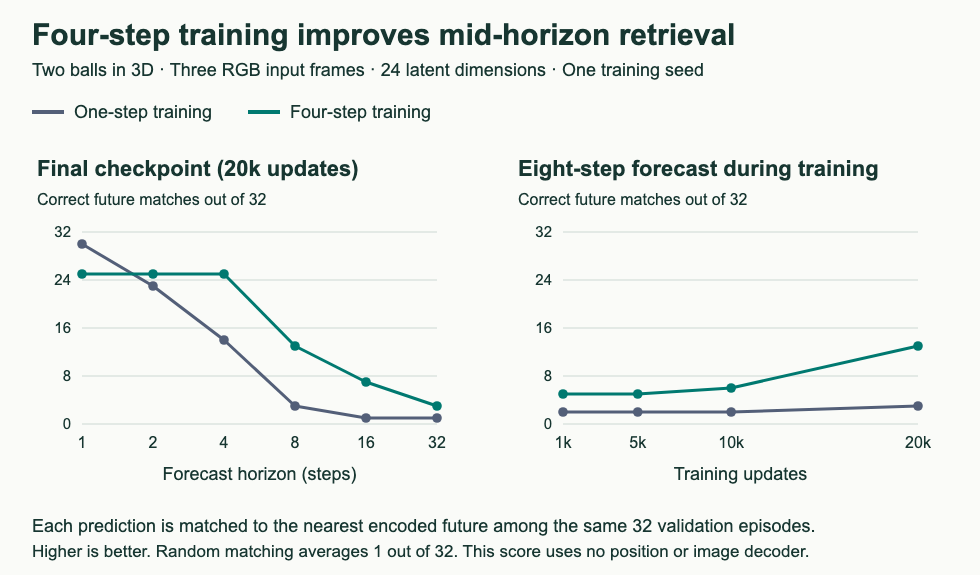 Four-step training improves mid-horizon retrieval
Two balls in 3D · Three RGB input frames · 24 latent dimensions · One training seed
One-step training
Four-step training
Final checkpoint (20k updates)
Correct future matches out of 32
32
24
16
8
0
1 2 4 8 16 32
Forecast horizon (steps)
Eight-step forecast during training
Correct future matches out of 32
32
24
16
8
0
1k 5k 10k 20k
Training updates
Each prediction is matched to the nearest encoded future among the same 32 validation episodes.
Higher is better. Random matching averages 1 out of 32. This score uses no position or image decoder.